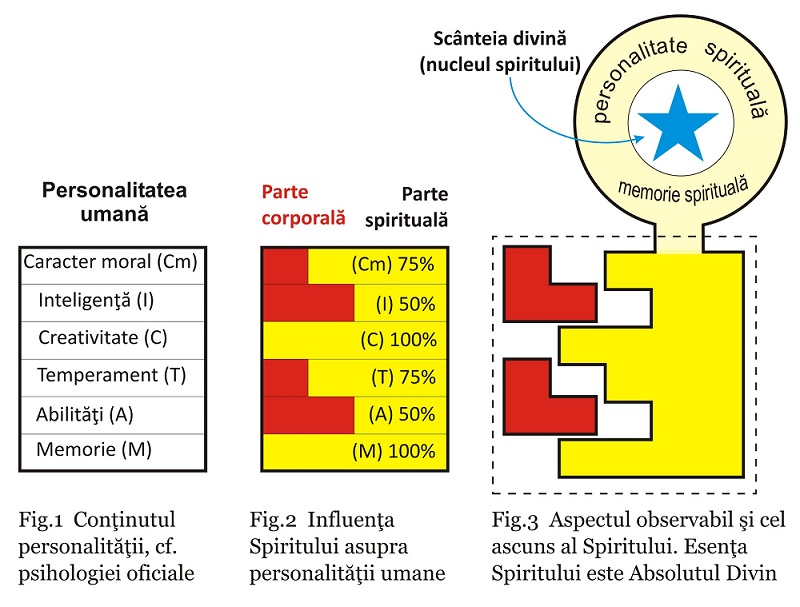 Scânteia divină
(nucleul spiritului)
personalitate spirituală
memorie spirituală
Personalitatea
umană
Parte
corporală
Parte
spirituală
Caracter moral (Cm)
Inteligenţă (I)
Creativitate (C)
Temperament (T)
Abilităţi (A)
Memorie (M)
(Cm) 75%
(I) 50%
(C) 100%
(T) 75%
(A) 50%
(M) 100%
Fig.1 Conţinutul
personalităţii, cf.
psihologiei oficiale
Fig.2 Influenţa
Spiritului asupra
personalităţii umane
Fig.3 Aspectul observabil şi cel
ascuns al Spiritului. Esenţa
Spiritului este Absolutul Divin